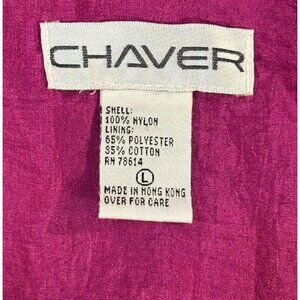 CHAVER
SHELL:
100% NYLON
LINING:
65% POLYESTER
35% COTTON
RN 78614
L
MADE IN HONG KONG
OVER FOR CARE